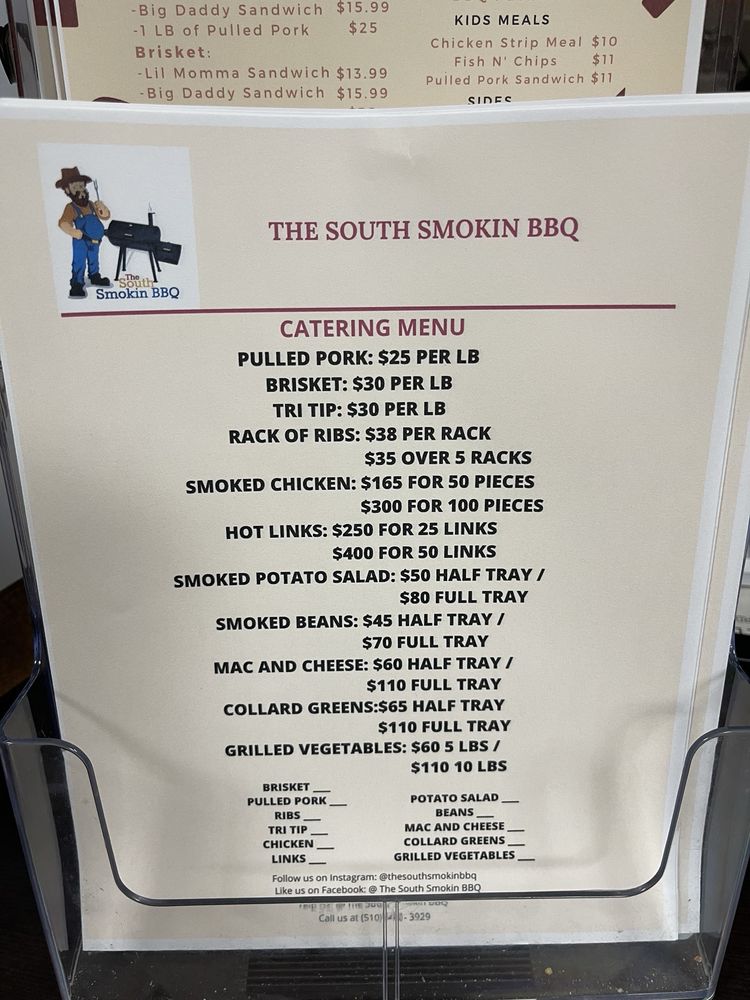 -Big Daddy Sandwich $15.99
-1 LB of Pulled Pork $25
Brisket:
-Lil Momma Sandwich $13.99
-Big Daddy Sandwich $15.99
KIDS MEALS
Chicken Strip Meal $10
Fish N' Chips $11
Pulled Pork Sandwich $11
SIDES
The
South
Smokin BBQ
THE SOUTH SMOKIN BBQ
CATERING MENU
PULLED PORK: $25 PER LB
BRISKET: $30 PER LB
TRI TIP: $30 PER LB
RACK OF RIBS: $38 PER RACK
$35 OVER 5 RACKS
SMOKED CHICKEN: $165 FOR 50 PIECES
$300 FOR 100 PIECES
HOT LINKS: $250 FOR 25 LINKS
$400 FOR 50 LINKS
SMOKED POTATO SALAD: $50 HALF TRAY /
$80 FULL TRAY
SMOKED BEANS: $45 HALF TRAY /
$70 FULL TRAY
MAC AND CHEESE: $60 HALF TRAY /
$110 FULL TRAY
COLLARD GREENS:$65 HALF TRAY
$110 FULL TRAY
GRILLED VEGETABLES: $60 5 LBS /
$110 10 LBS
BRISKET ___
PULLED PORK ___
RIBS ___
TRI TIP ___
CHICKEN ___
LINKS ___
POTATO SALAD ___
BEANS ___
MAC AND CHEESE ___
COLLARD GREENS ___
GRILLED VEGETABLES ___
Follow us on Instagram: @thesouthsmokinbbq
Like us on Facebook: @ The South Smokin BBQ
Call us at (510) - 3929